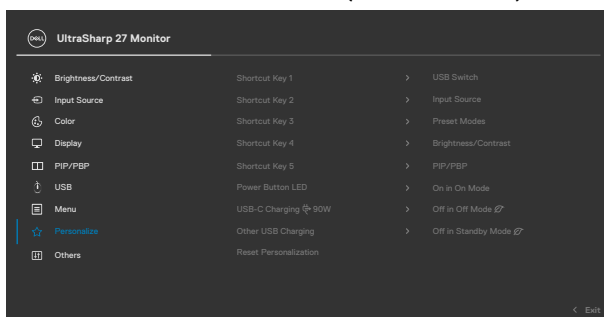 DELL UltraSharp 27 Monitor
Brightness/Contrast Shortcut Key 1 > USB Switch
Input Source Shortcut Key 2 > Input Source
Color Shortcut Key 3 > Preset Modes
Display Shortcut Key 4 > Brightness/Contrast
PIP/PBP Shortcut Key 5 > PIP/PBP
USB Power Button LED > On in On Mode
Menu USB-C Charging 90W > Off in Off Mode
Personalize Other USB Charging > Off in Standby Mode
Others Reset Personalization
< Exit